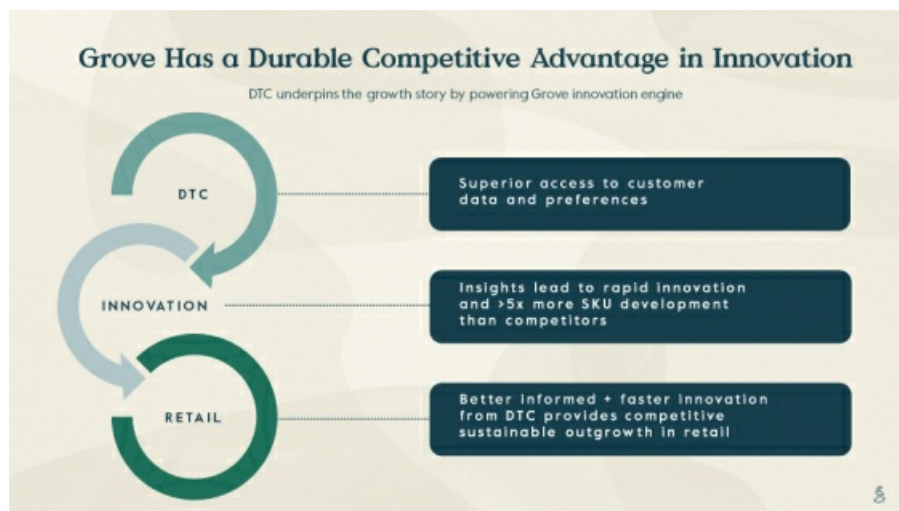 Grove Has a Durable Competitive Advantage in Innovation
DTC underpins the growth story by powering Grove innovation engine
DTC
Superior access to customer
data and preferences
INNOVATION
Insights lead to rapid innovation
and >5x more SKU development
than competitors
RETAIL
Better informed + faster innovation
from DTC provides competitive
sustainable outgrowth in retail